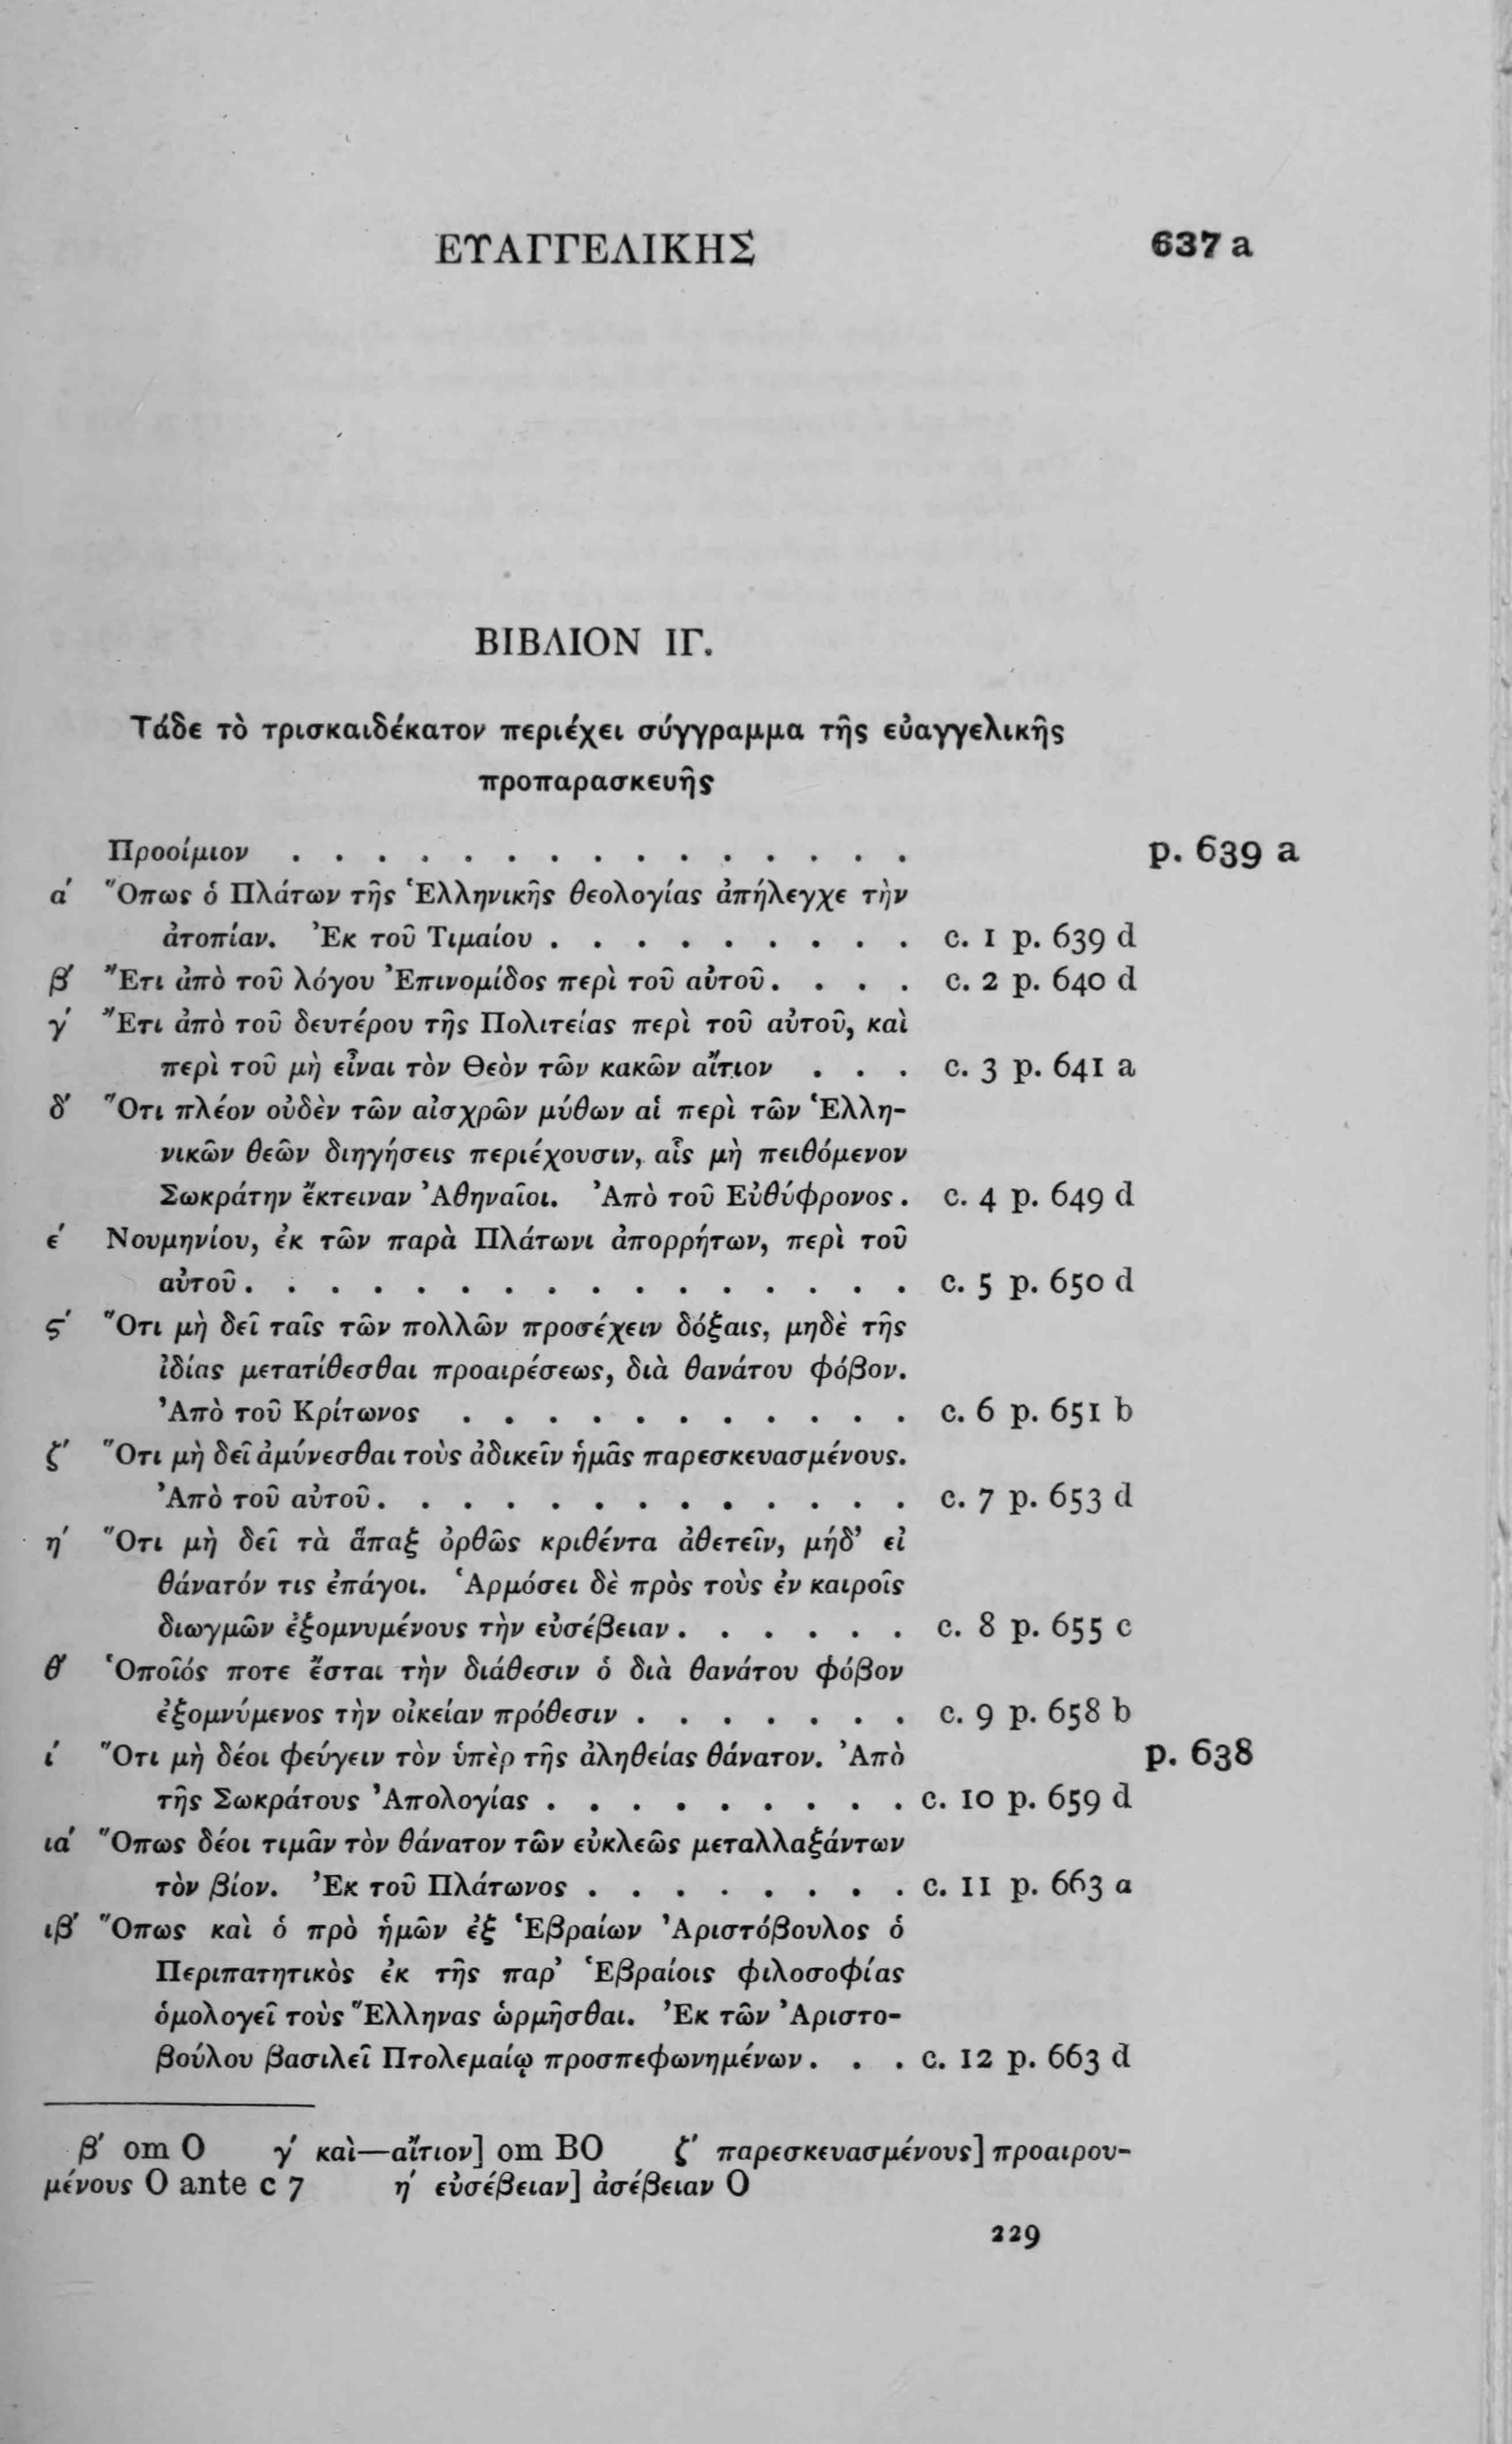 ΕΥΑΓΓΕΛΙΚΗΣ 637 a
ΒΙΒΛΙΟΝ ΙΓ.
Τάδε τὸ τρισκαιδέκατον περιέχει σύγγραμμα τῆς εὐαγγελικῆς
προπαρασκευῆς
Προοίμιον . . . . . . . . . . . . . . . p. 639 a
α΄ Ὅπως ὁ Πλάτων τῆς Ἑλληνικῆς θεολογίας ἀπήλεγχε τὴν
ἀτοπίαν. Ἐκ τοῦ Τιμαίου . . . . . . . . . c. 1 p. 639 d
β΄ Ἔτι ἀπὸ τοῦ λόγου Ἐπινομίδος περὶ τοῦ αὐτοῦ. . . . c. 2 p. 640 d
γ΄ Ἔτι ἀπὸ τοῦ δευτέρου τῆς Πολιτείας περὶ τοῦ αὐτοῦ, καὶ
περὶ τοῦ μὴ εἶναι τὸν Θεὸν τῶν κακῶν αἴτιον . . . c. 3 p. 641 a
δ΄ Ὅτι πλέον οὐδὲν τῶν αἰσχρῶν μύθων αἱ περὶ τῶν Ἑλλη-
νικῶν θεῶν διηγήσεις περιέχουσιν, αἷς μὴ πειθόμενον
Σωκράτην ἔκτειναν Ἀθηναῖοι. Ἀπὸ τοῦ Εὐθύφρονος . c. 4 p. 649 d
ε΄ Νουμηνίου, ἐκ τῶν παρὰ Πλάτωνι ἀπορρήτων, περὶ τοῦ
αὐτοῦ. . . . . . . . . . . . . . . . c. 5 p. 650 d
ϛ΄ Ὅτι μὴ δεῖ ταῖς τῶν πολλῶν προσέχειν δόξαις, μηδὲ τῆς
ἰδίας μετατίθεσθαι προαιρέσεως, διὰ θανάτου φόβον.
Ἀπὸ τοῦ Κρίτωνος . . . . . . . . . . . c. 6 p. 651 b
ζ΄ Ὅτι μὴ δεῖ ἀμύνεσθαι τοὺς ἀδικεῖν ἡμᾶς παρεσκευασμένους.
Ἀπὸ τοῦ αὐτοῦ. . . . . . . . . . . . . c. 7 p. 653 d
η΄ Ὅτι μὴ δεῖ τὰ ἅπαξ ὀρθῶς κριθέντα ἀθετεῖν, μήδ’ εἰ
θάνατόν τις ἐπάγοι. Ἁρμόσει δὲ πρὸς τοὺς ἐν καιροῖς
διωγμῶν ἐξομνυμένους τὴν εὐσέβειαν . . . . . . c. 8 p. 655 c
θ΄ Ὁποῖός ποτε ἔσται τὴν διάθεσιν ὁ διὰ θανάτου φόβον
ἐξομνύμενος τὴν οἰκείαν πρόθεσιν . . . . . . . c. 9 p. 658 b
ι΄ Ὅτι μὴ δέοι φεύγειν τὸν ὑπὲρ τῆς ἀληθείας θάνατον. Ἀπὸ p. 638
τῆς Σωκράτους Ἀπολογίας . . . . . . . . . c. 10 p. 659 d
ια΄ Ὅπως δέοι τιμᾶν τὸν θάνατον τῶν εὐκλεῶς μεταλλαξάντων
τὸν βίον. Ἐκ τοῦ Πλάτωνος . . . . . . . . c. 11 p. 663 a
ιβ΄ Ὅπως καὶ ὁ πρὸ ἡμῶν ἐξ Ἑβραίων Ἀριστόβουλος ὁ
Περιπατητικὸς ἐκ τῆς παρ’ Ἑβραίοις φιλοσοφίας
ὁμολογεῖ τοὺς Ἕλληνας ὡρμῆσθαι. Ἐκ τῶν Ἀριστο-
βούλου βασιλεῖ Πτολεμαίῳ προσπεφωνημένων . . . c. 12 p. 663 d
β΄ om O γ΄ καὶ—αἴτιον] om BO ζ΄ παρεσκευασμένους] προαιρου-
μένους O ante c 7 η΄ εὐσέβειαν] ἀσέβειαν O
229